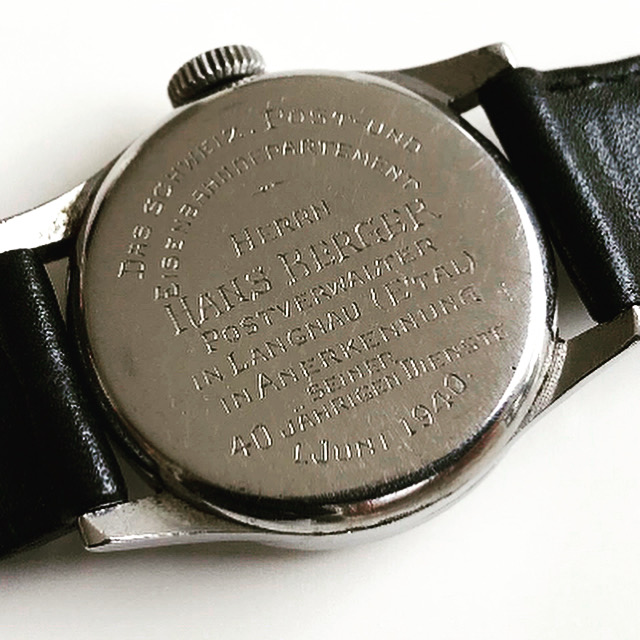 DAS SCHWEIZ. POST- UND
EISENBAHNDEPARTEMENT
HERRN
HANS BERGER
POSTVERWALTER
IN LANGNAU (E'TAL)
IN ANERKENNUNG
SEINER
40 JÄHRIGEN DIENSTE
1. JUNI 1940.